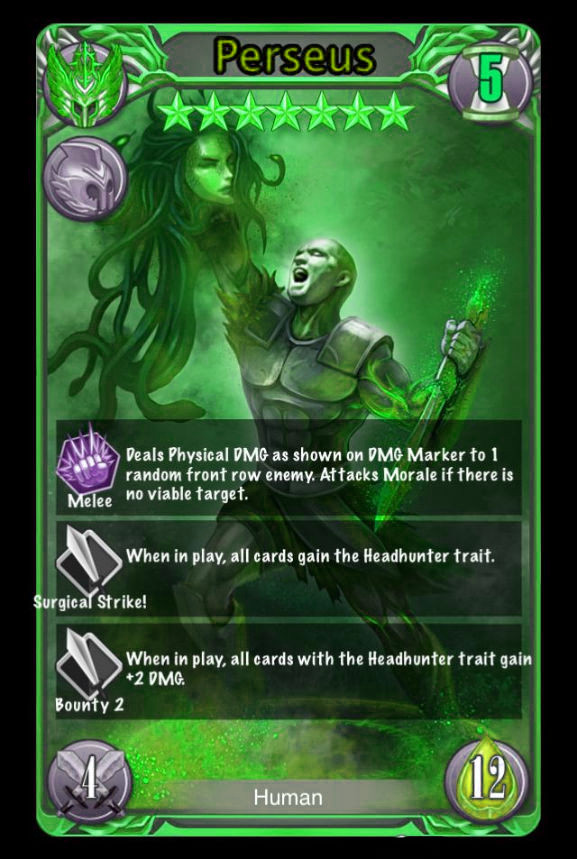 Perseus
5
Deals Physical DMG as shown on DMG Marker to 1
random front row enemy. Attacks Morale if there is
no viable target.
Melee
When in play, all cards gain the Headhunter trait.
Surgical Strike!
When in play, all cards with the Headhunter trait gain
+2 DMG.
Bounty 2
4
Human
12